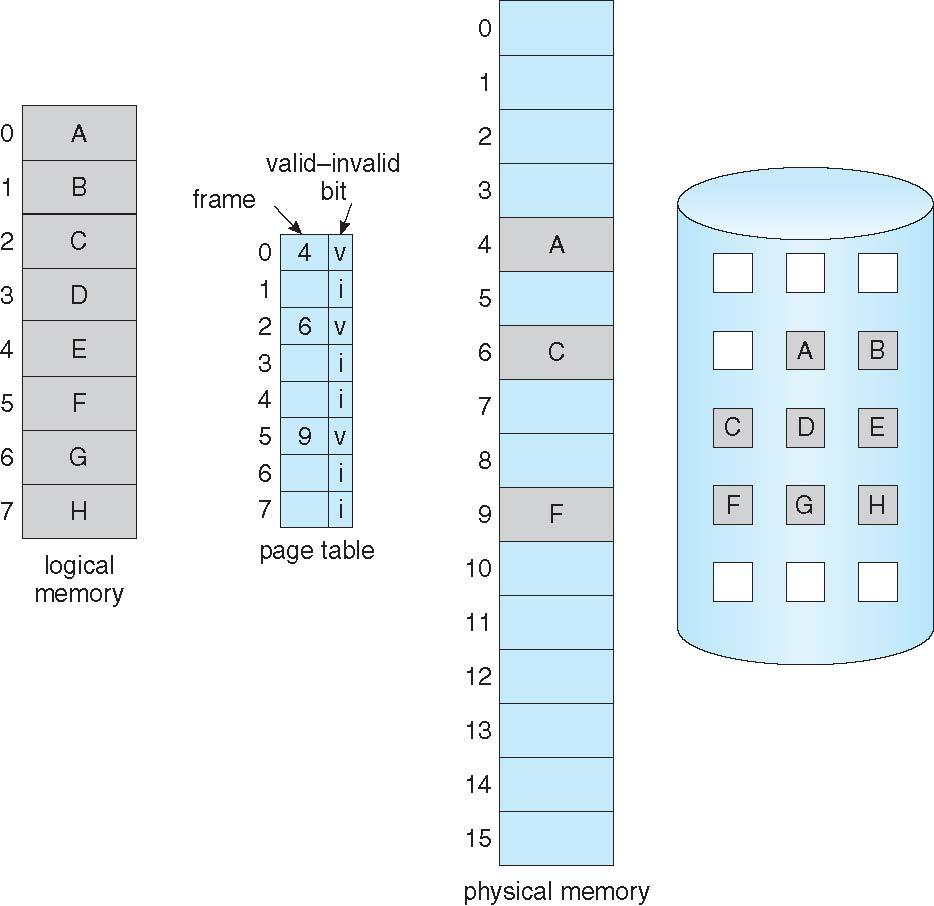 0 A
1 B
2 C
3 D
4 E
5 F
6 G
7 H
logical
memory
valid–invalid
bit
frame
0 4 v
1 i
2 6 v
3 i
4 i
5 9 v
6 i
7 i
page table
0
1
2
3
4 A
5
6 C
7
8
9 F
10
11
12
13
14
15
physical memory
A B
C D E
F G H